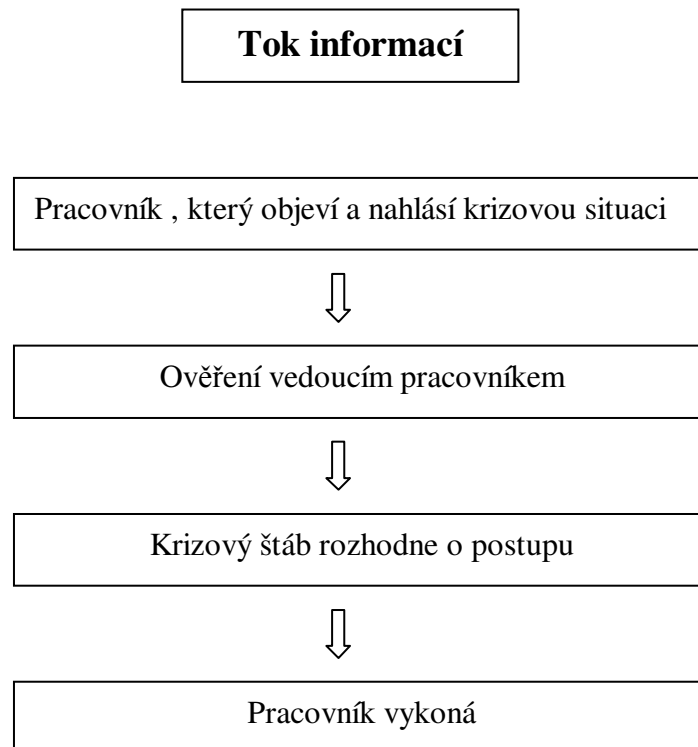 Tok informací
Pracovník , který objeví a nahlásí krizovou situaci
Ověření vedoucím pracovníkem
Krizový štáb rozhodne o postupu
Pracovník vykoná